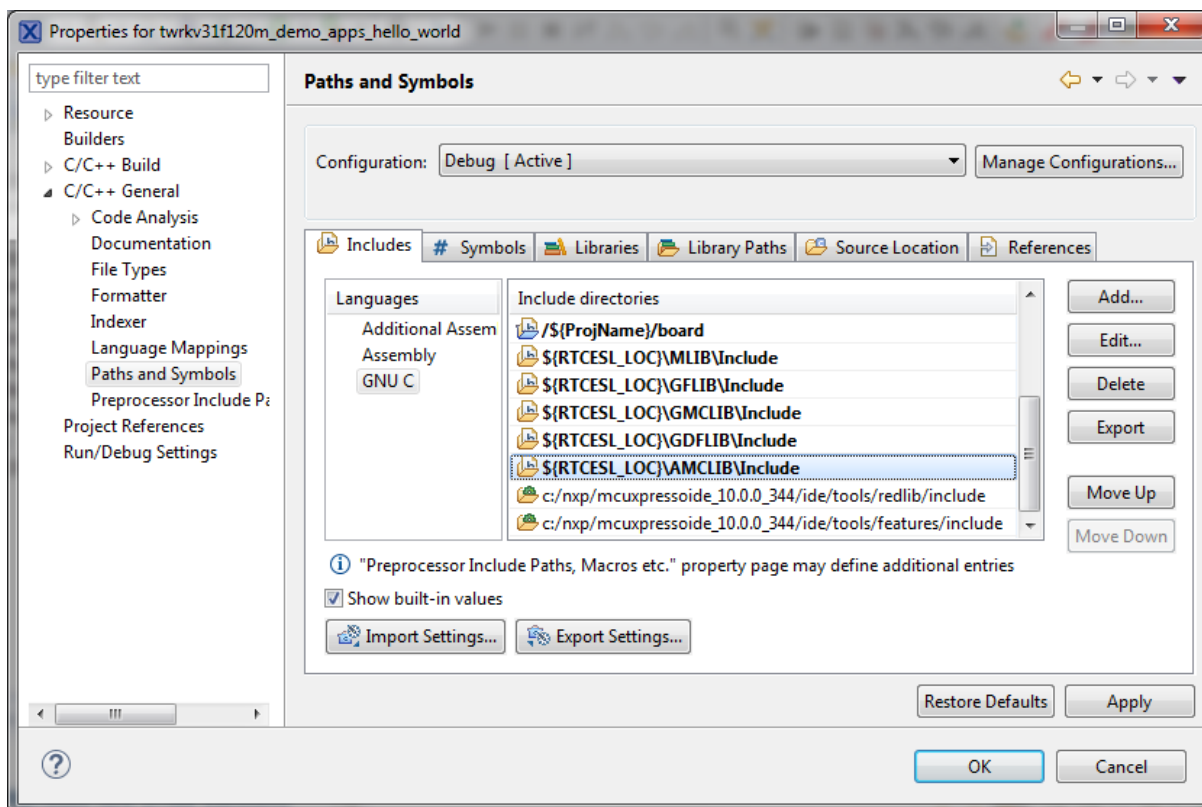 Properties for twrkv31f120m_demo_apps_hello_world
type filter text
Resource
Builders
C/C++ Build
C/C++ General
Code Analysis
Documentation
File Types
Formatter
Indexer
Language Mappings
Paths and Symbols
Preprocessor Include Pa
Project References
Run/Debug Settings
Paths and Symbols
Configuration: Debug [ Active ] Manage Configurations...
Includes # Symbols Libraries Library Paths Source Location References
Languages
Additional Assem
Assembly
GNU C
Include directories
/${ProjName}/board
${RTCESL_LOC}\MLIB\Include
${RTCESL_LOC}\GFLIB\Include
${RTCESL_LOC}\GMCLIB\Include
${RTCESL_LOC}\GDFLIB\Include
${RTCESL_LOC}\AMCLIB\Include
c:/nxp/mcuxpressoide_10.0.0_344/ide/tools/redlib/include
c:/nxp/mcuxpressoide_10.0.0_344/ide/tools/features/include
Add...
Edit...
Delete
Export
Move Up
Move Down
"Preprocessor Include Paths, Macros etc." property page may define additional entries
Show built-in values
Import Settings... Export Settings...
Restore Defaults Apply
OK Cancel